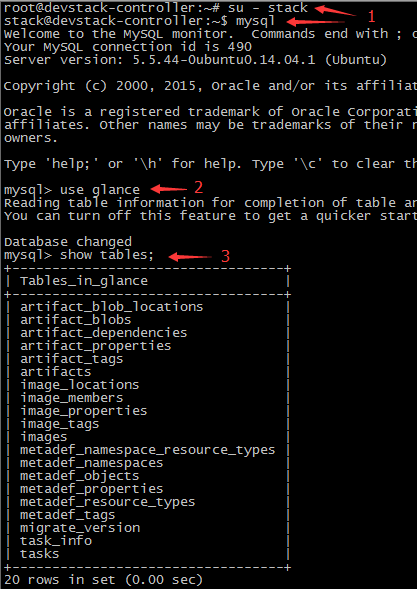 root@devstack-controller:~# su - stack
stack@devstack-controller:~$ mysql
1
Welcome to the MySQL monitor.  Commands end with ; o
Your MySQL connection id is 490
Server version: 5.5.44-0ubuntu0.14.04.1 (Ubuntu)
Copyright (c) 2000, 2015, Oracle and/or its affiliat
Oracle is a registered trademark of Oracle Corporati
affiliates. Other names may be trademarks of their r
owners.
Type 'help;' or '\h' for help. Type '\c' to clear th
mysql> use glance 2
Reading table information for completion of table an
You can turn off this feature to get a quicker start
Database changed
mysql> show tables; 3
+----------------------------------+
| Tables_in_glance                 |
+----------------------------------+
| artifact_blob_locations          |
| artifact_blobs                   |
| artifact_dependencies            |
| artifact_properties              |
| artifact_tags                    |
| artifacts                        |
| image_locations                  |
| image_members                    |
| image_properties                 |
| image_tags                       |
| images                           |
| metadef_namespace_resource_types |
| metadef_namespaces               |
| metadef_objects                  |
| metadef_properties               |
| metadef_resource_types           |
| metadef_tags                     |
| migrate_version                  |
| task_info                        |
| tasks                            |
+----------------------------------+
20 rows in set (0.00 sec)